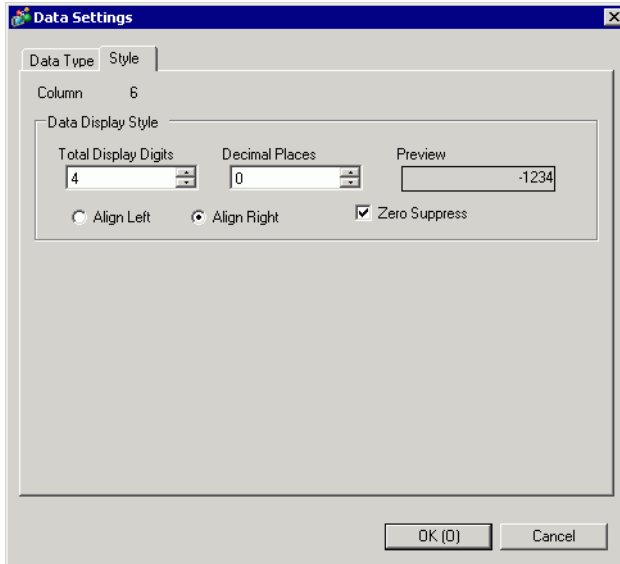 Data Settings
Data Type Style
Column 6
Data Display Style
Total Display Digits Decimal Places Preview
4 0 -1234
Align Left Align Right Zero Suppress
OK (O) Cancel